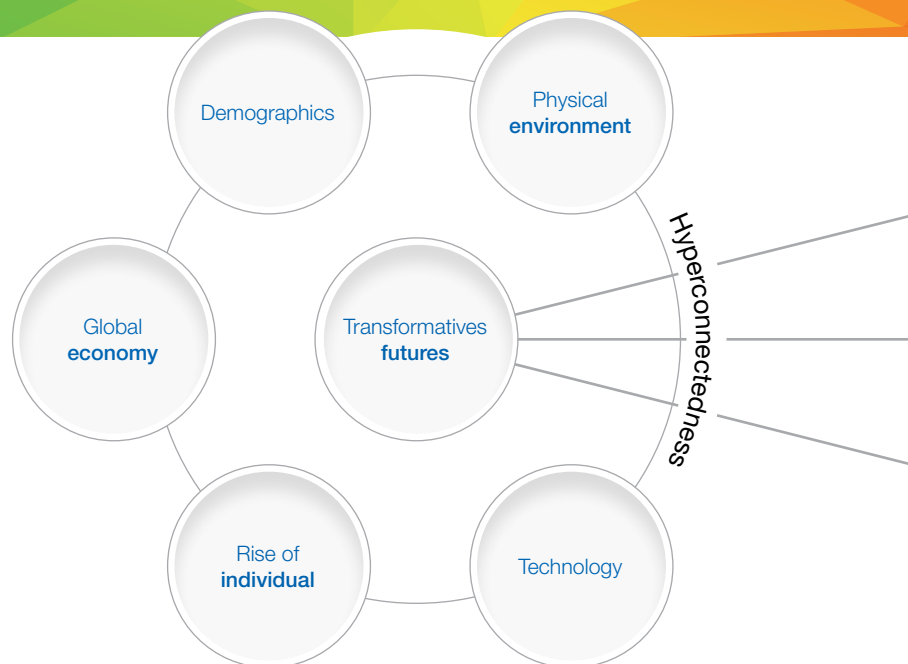 Demographics
Physical
environment
Hyperconnectedness
Global
economy
Transformatives
futures
Rise of
individual
Technology